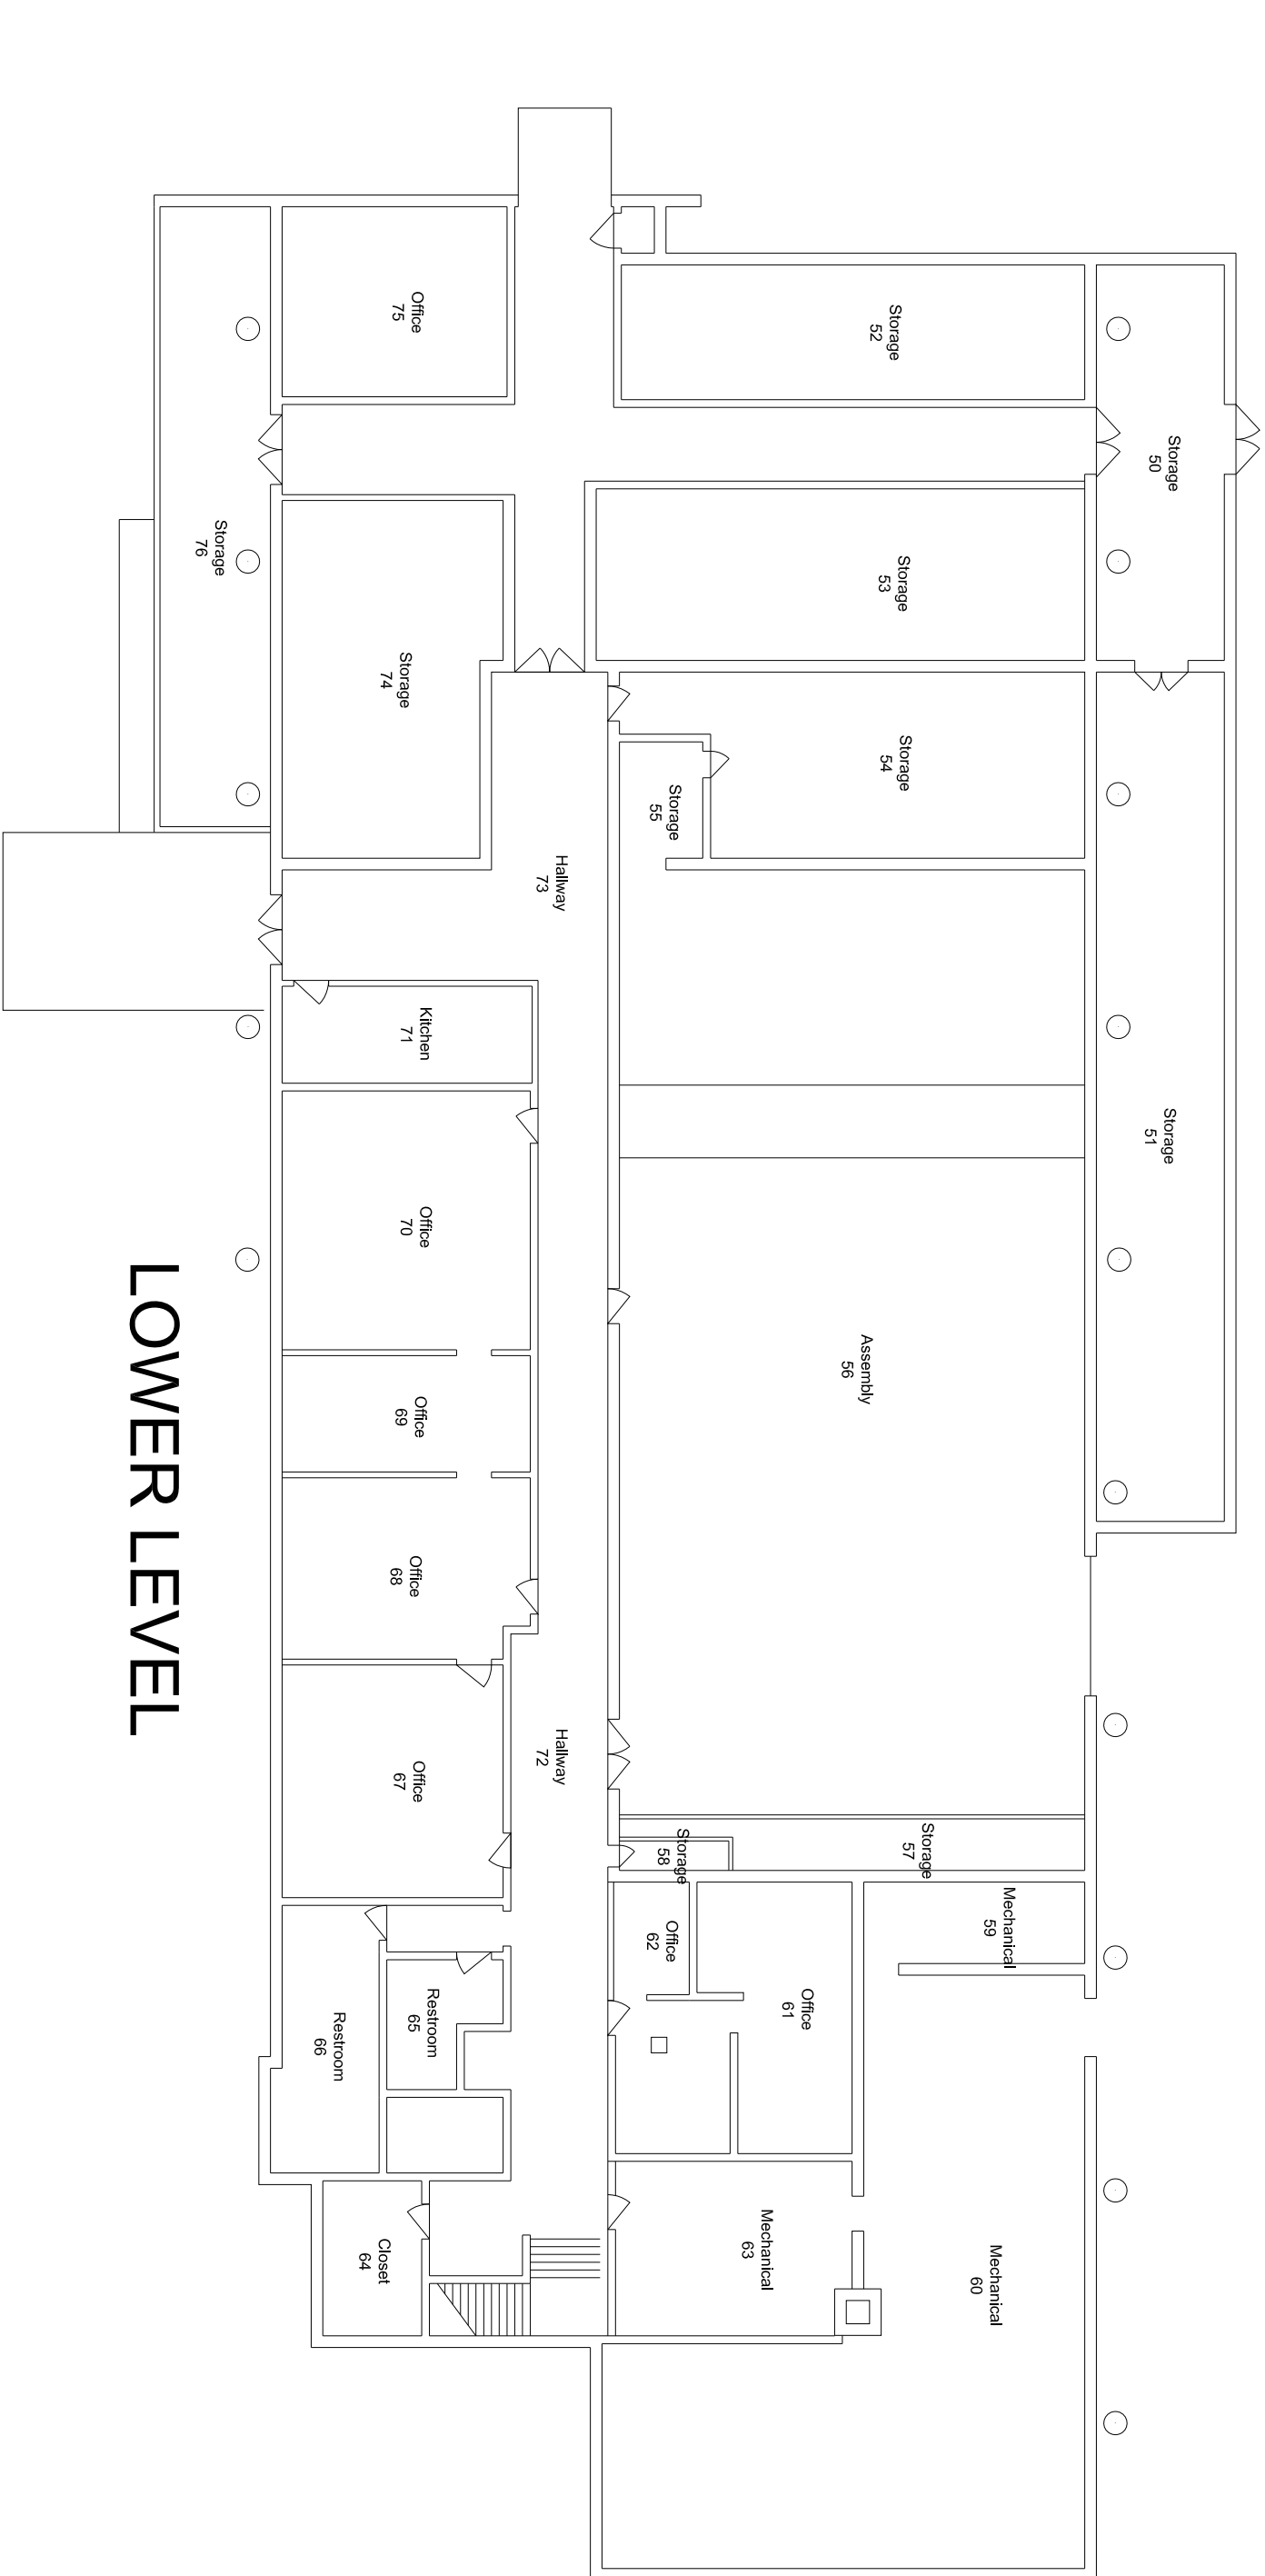 Storage
50
Storage
51
Storage
52
Storage
53
Storage
54
Storage
55
Assembly
56
Storage
57
Storage
58
Mechanical
59
Mechanical
60
Office
61
Office
62
Mechanical
63
Closet
64
Restroom
65
Restroom
66
Office
67
Office
68
Office
69
Office
70
Kitchen
71
Hallway
72
Hallway
73
Storage
74
Office
75
Storage
76
LOWER LEVEL